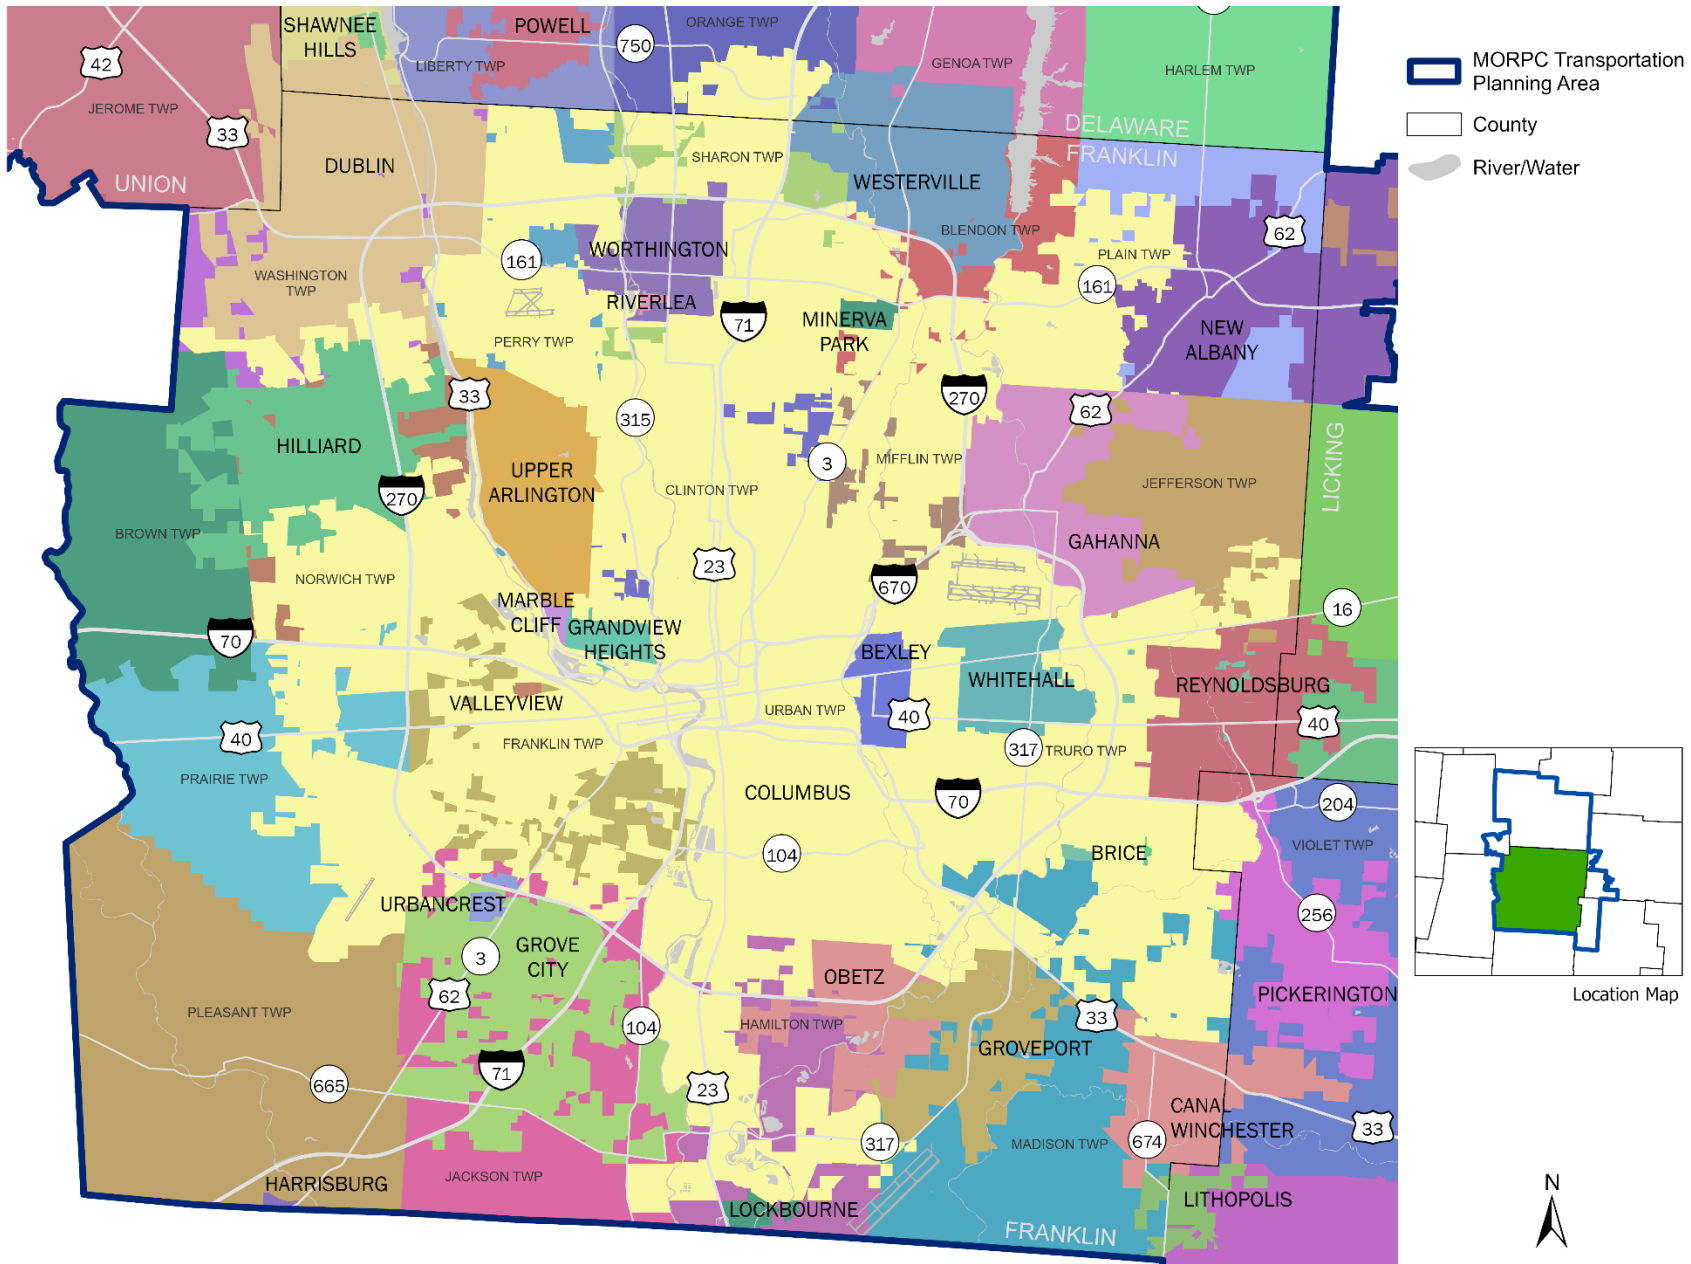 SHAWNEE
HILLS
POWELL
ORANGE TWP
750
42
LIBERTY TWP
GENOA TWP
HARLEM TWP
JEROME TWP
33
DELAWARE
FRANKLIN
UNION
DUBLIN
SHARON TWP
WESTERVILLE
BLENDON TWP
62
WORTHINGTON
161
PLAIN TWP
WASHINGTON
TWP
161
RIVERLEA
71
MINERVA
PARK
PERRY TWP
NEW
ALBANY
33
270
62
315
HILLIARD
UPPER
ARLINGTON
3
MIFFLIN TWP
270
CLINTON TWP
JEFFERSON TWP
LICKING
BROWN TWP
GAHANNA
23
NORWICH TWP
670
MARBLE
CLIFF
GRANDVIEW
HEIGHTS
16
70
BEXLEY
WHITEHALL
REYNOLDSBURG
VALLEYVIEW
URBAN TWP
40
40
40
FRANKLIN TWP
317
TRURO TWP
PRAIRIE TWP
COLUMBUS
70
204
VIOLET TWP
104
BRICE
URBANCREST
256
GROVE
CITY
3
OBETZ
62
PICKERINGTON
PLEASANT TWP
104
HAMILTON TWP
33
GROVEPORT
71
665
23
CANAL
WINCHESTER
33
317
MADISON TWP
674
JACKSON TWP
HARRISBURG
LOCKBOURNE
LITHOPOLIS
FRANKLIN
MORPC Transportation
Planning Area
County
River/Water
Location Map
N